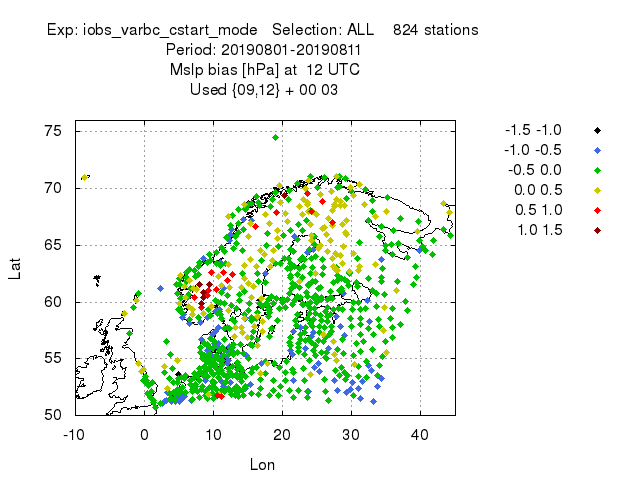 Exp: iobs_varbc_cstart_mode   Selection: ALL    824 stations
Period: 20190801-20190811
Mslp bias [hPa] at  12 UTC
Used {09,12} + 00 03
-1.5 -1.0
-1.0 -0.5
-0.5 0.0
0.0 0.5
0.5 1.0
1.0 1.5
75
70
65
60
55
50
Lat
-10 0 10 20 30 40
Lon